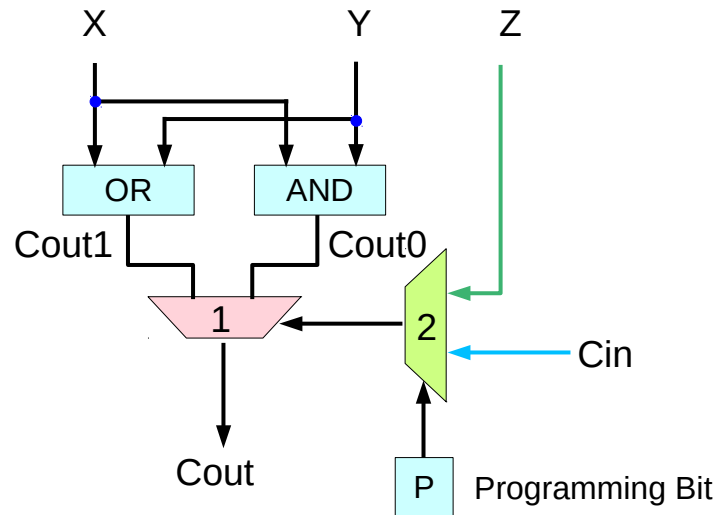 X Y Z
OR AND
Cout1 Cout0
1 2
Cin
Cout
P Programming Bit